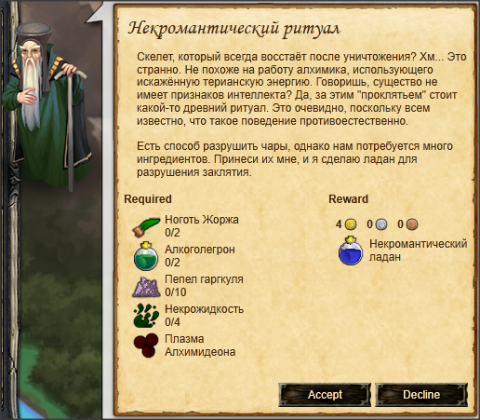 Некромантический ритуал
Скелет, который всегда восстаёт после уничтожения? Хм... Это
странно. Не похоже на работу алхимика, использующего
искажённую терианскую энергию. Говоришь, существо не
имеет признаков интеллекта? Да, за этим "проклятьем" стоит
какой-то древний ритуал. Это очевидно, поскольку всем
известно, что такое поведение противоестественно.
Есть способ разрушить чары, однако нам потребуется много
ингредиентов. Принеси их мне, и я сделаю ладан для
разрушения заклятия.
Required
Ноготь Жоржа
0/2
Алкоголегрон
0/2
Пепел гаргкуля
0/10
Некрожидкость
0/4
Плазма
Алхимидеона
Reward
4 0 0
Некромантический
ладан
Accept Decline